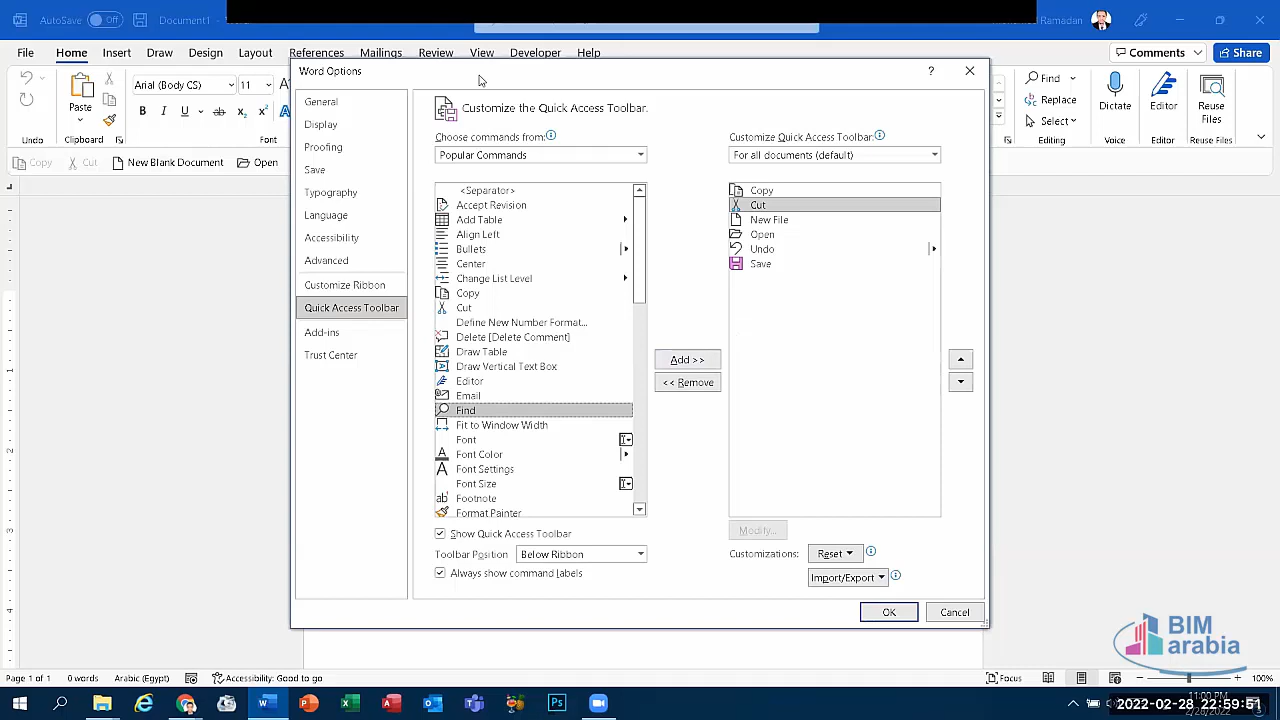 AutoSave Off Document1
Ramadan
File Home Insert Draw Design Layout References Mailings Review View Developer Help
Comments Share
Paste
Arial (Body CS) 11
Find
Replace
Select
Dictate Editor Reuse Files
Undo Clipboard Font Editing Voice Editor Reuse Files
Copy Cut New Blank Document Open
Word Options
General
Display
Proofing
Save
Typography
Language
Accessibility
Advanced
Customize Ribbon
Quick Access Toolbar
Add-ins
Trust Center
Customize the Quick Access Toolbar.
Choose commands from:
Popular Commands
<Separator>
Accept Revision
Add Table
Align Left
Bullets
Center
Change List Level
Copy
Cut
Define New Number Format...
Delete [Delete Comment]
Draw Table
Draw Vertical Text Box
Editor
Email
Find
Fit to Window Width
Font
Font Color
Font Settings
Font Size
Footnote
Format Painter
Show Quick Access Toolbar
Toolbar Position Below Ribbon
Always show command labels
Add >>
<< Remove
Customize Quick Access Toolbar:
For all documents (default)
Copy
Cut
New File
Open
Undo
Save
Modify...
Customizations: Reset
Import/Export
OK Cancel
BIM
arabia
Page 1 of 1 0 words Arabic (Egypt) Accessibility: Good to go Focus 100%
2022-02-28 22:59:51